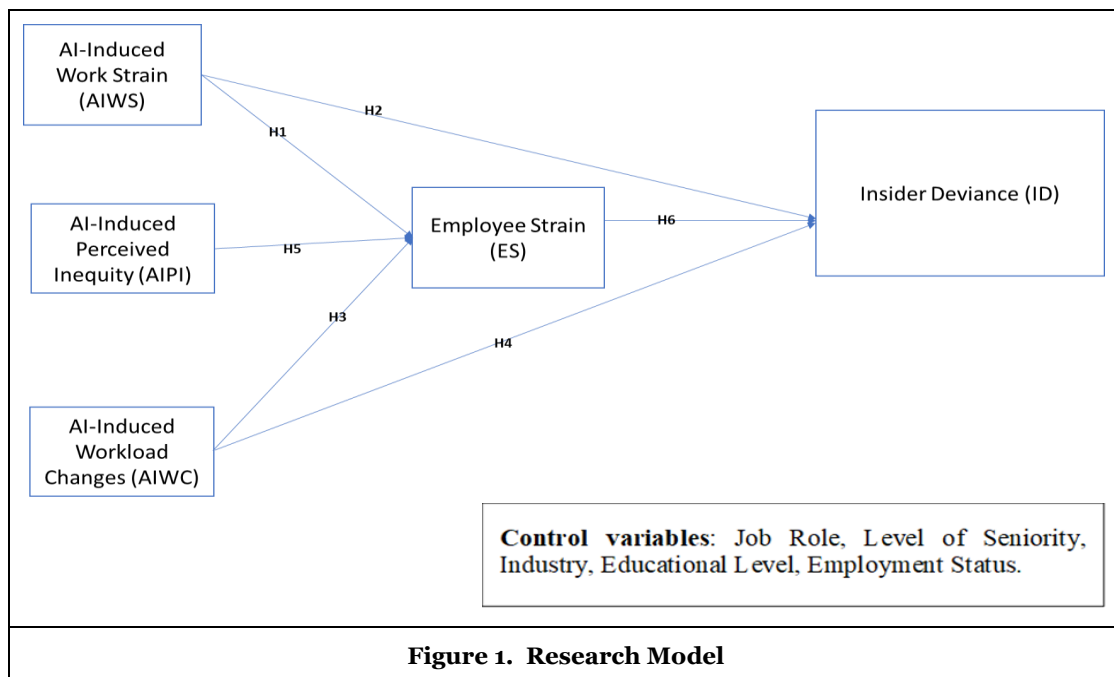 AI-Induced
Work Strain
(AIWS)
H2
H1
AI-Induced
Perceived
Inequity (AIPI)
H5
Employee Strain
(ES)
H6
Insider Deviance (ID)
H3
H4
AI-Induced
Workload
Changes (AIWC)
Control variables: Job Role, Level of Seniority,
Industry, Educational Level, Employment Status.
Figure 1. Research Model